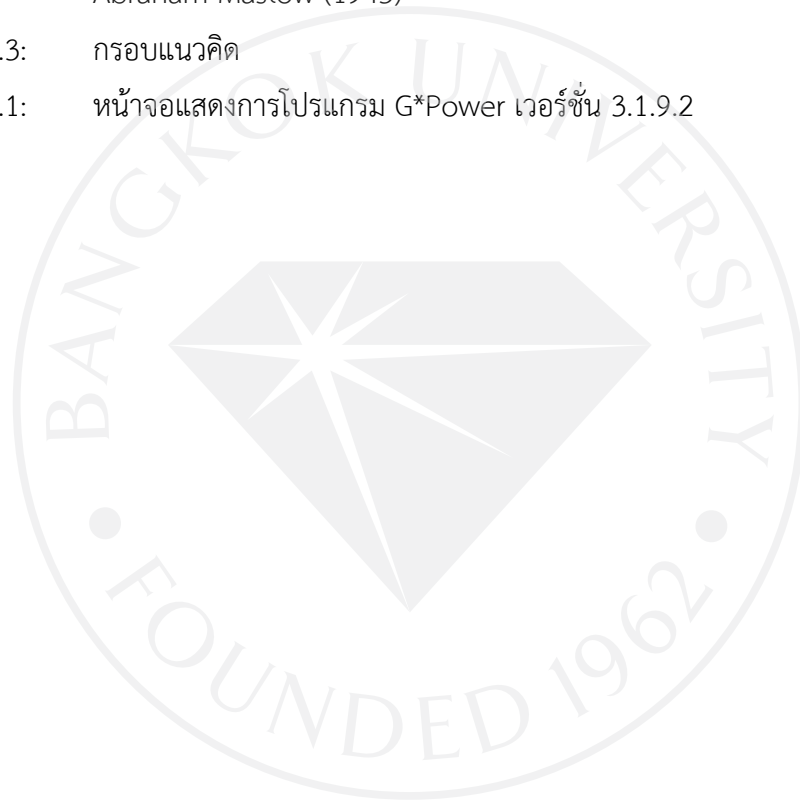 Abraham Maslow
.3: กรอบแนวคิด
.1: หน้าจอแสดงการโปรแกรม G*Power เวอร์ชั่น 3.1.9.2
BANGKOK UNIVERSITY
FOUNDED 1962